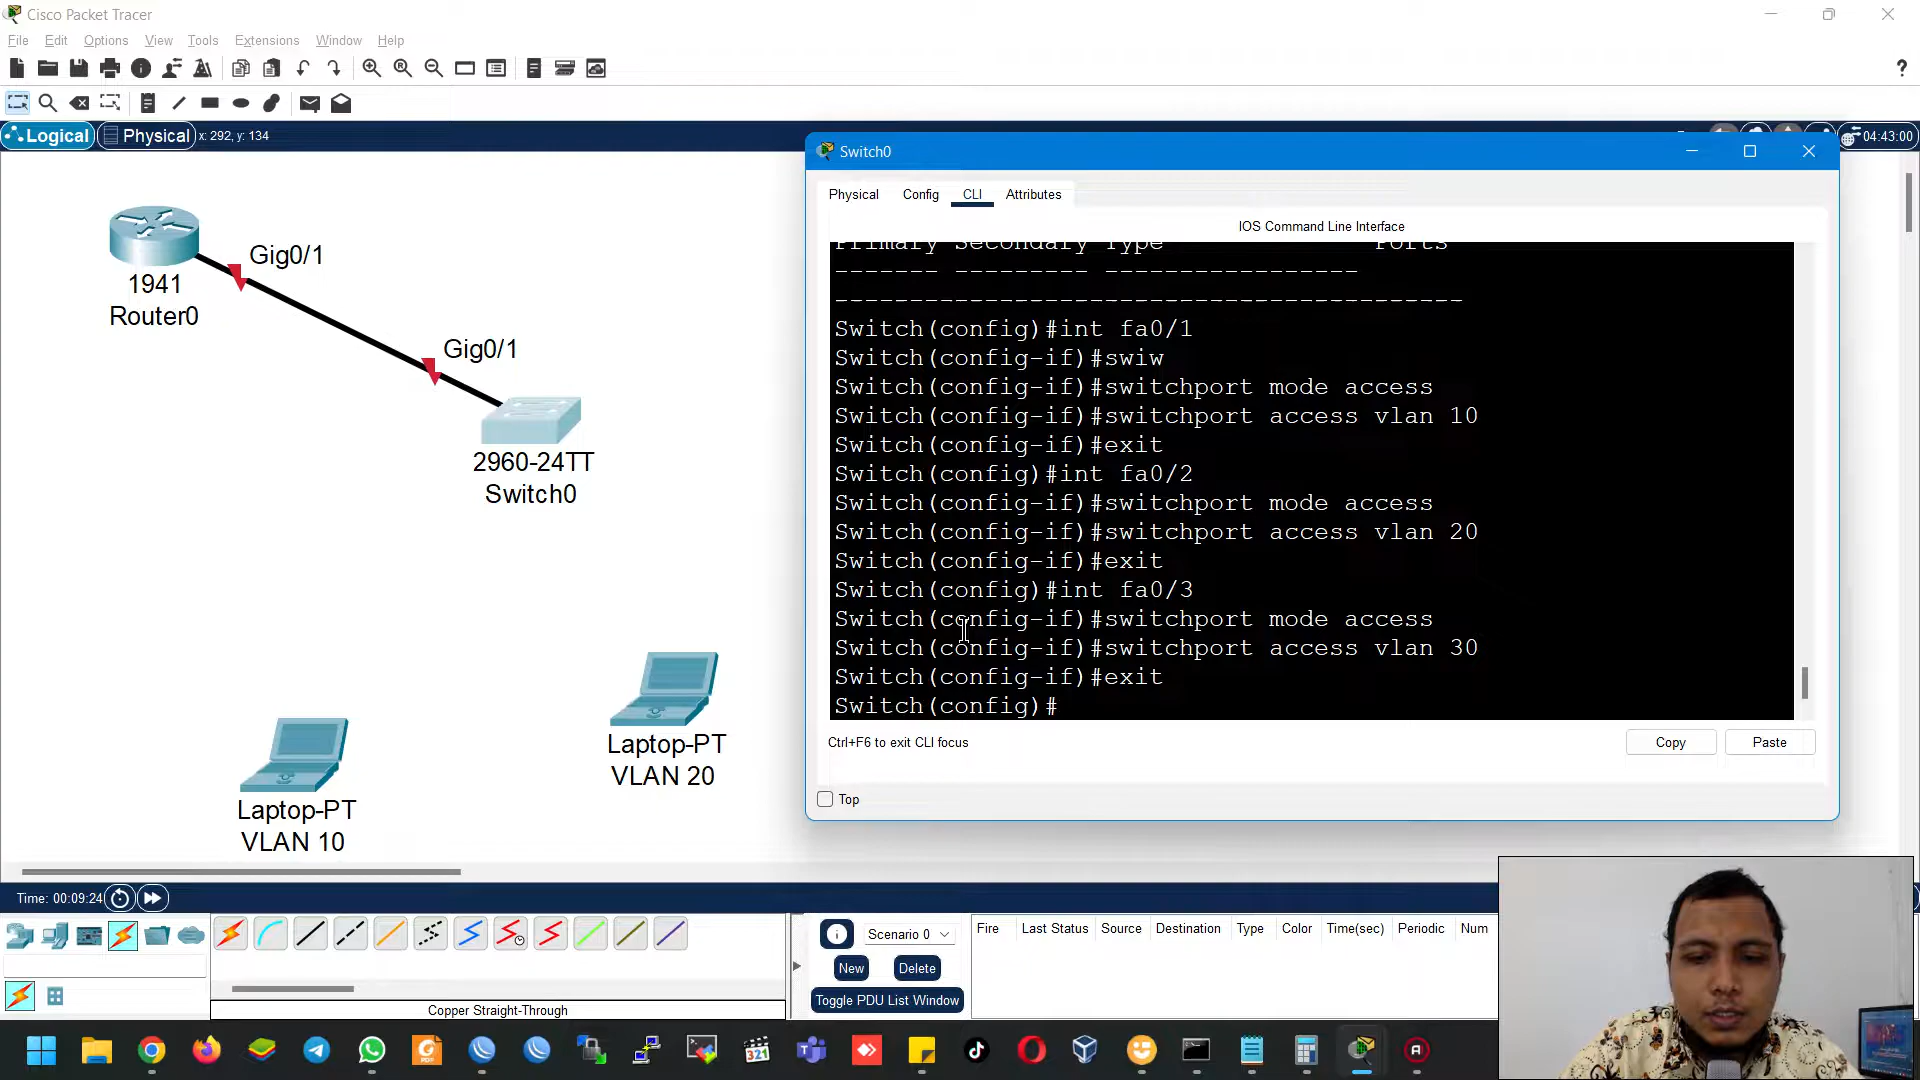 Cisco Packet Tracer
File Edit Options View Tools Extensions Window Help
?
Logical Physical x: 292, y: 134
04:43:00
Gig0/1
1941
Router0
Gig0/1
2960-24TT
Switch0
Laptop-PT
VLAN 20
Laptop-PT
VLAN 10
Switch0
Physical Config CLI Attributes
IOS Command Line Interface
Primary Secondary Type Ports
------- --------- -----------------
------------------------------------------
Switch(config)#int fa0/1
Switch(config-if)#swiw
Switch(config-if)#switchport mode access
Switch(config-if)#switchport access vlan 10
Switch(config-if)#exit
Switch(config)#int fa0/2
Switch(config-if)#switchport mode access
Switch(config-if)#switchport access vlan 20
Switch(config-if)#exit
Switch(config)#int fa0/3
Switch(config-if)#switchport mode access
Switch(config-if)#switchport access vlan 30
Switch(config-if)#exit
Switch(config)#
Ctrl+F6 to exit CLI focus
Copy Paste
Top
Time: 00:09:24
Copper Straight-Through
Scenario 0
New Delete
Toggle PDU List Window
Fire Last Status Source Destination Type Color Time(sec) Periodic Num